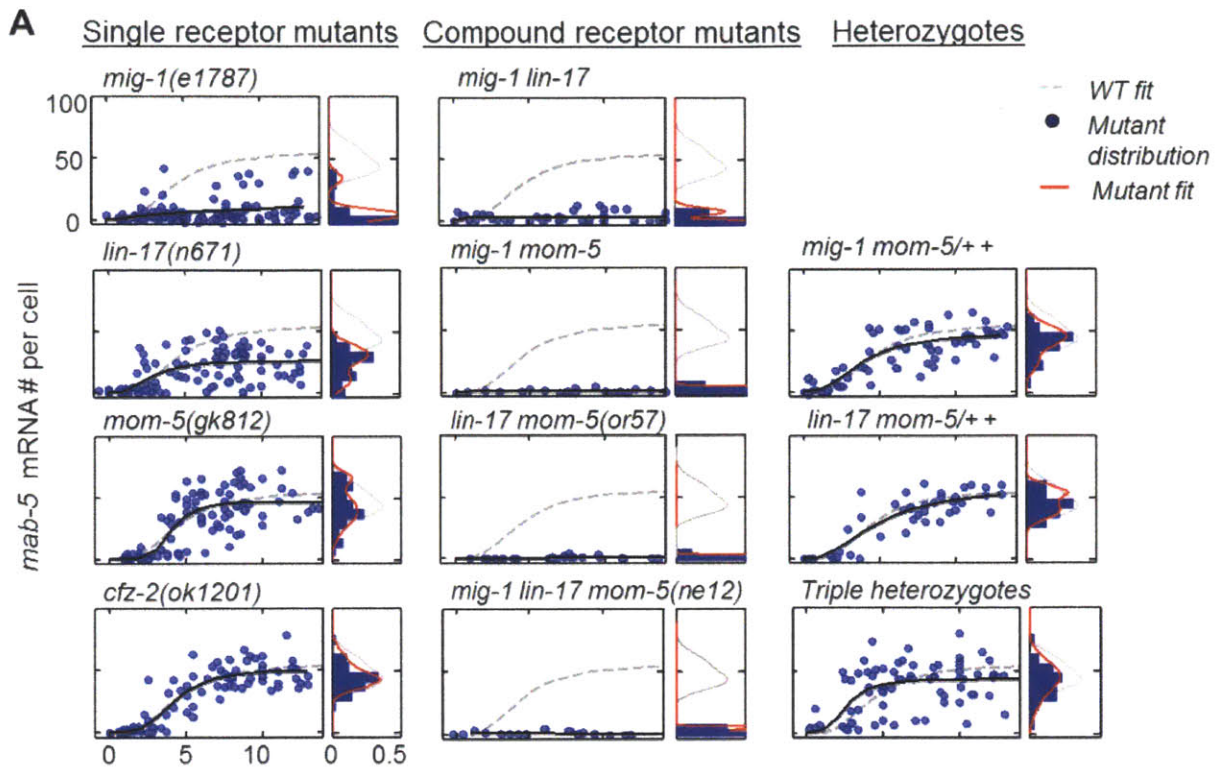 A
Single receptor mutants
Compound receptor mutants
Heterozygotes
mig-1(e1787)
mig-1 lin-17
WT fit
Mutant
distribution
Mutant fit
100
50
0
lin-17(n671)
mig-1 mom-5
mig-1 mom-5/+ +
mab-5 mRNA # per cell
mom-5(gk812)
lin-17 mom-5(or57)
lin-17 mom-5/+ +
cfz-2(ok1201)
mig-1 lin-17 mom-5(ne12)
Triple heterozygotes
0 5 10 0 0.5